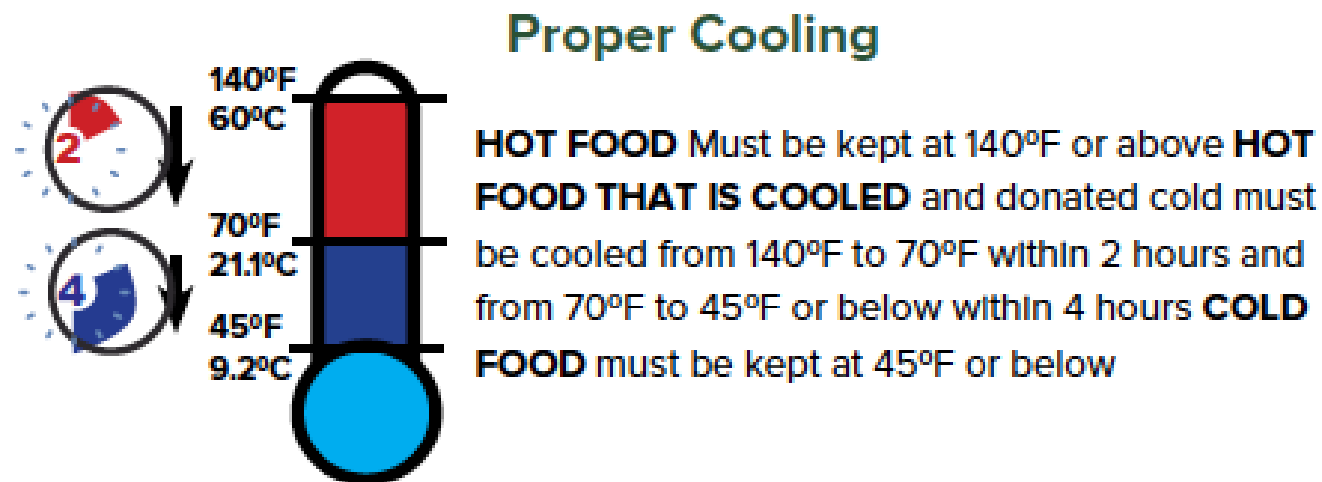 Proper Cooling
2
140ºF
60ºC
70ºF
21.1ºC
4
45ºF
9.2ºC
HOT FOOD Must be kept at 140ºF or above HOT
FOOD THAT IS COOLED and donated cold must
be cooled from 140ºF to 70ºF within 2 hours and
from 70ºF to 45ºF or below within 4 hours COLD
FOOD must be kept at 45ºF or below